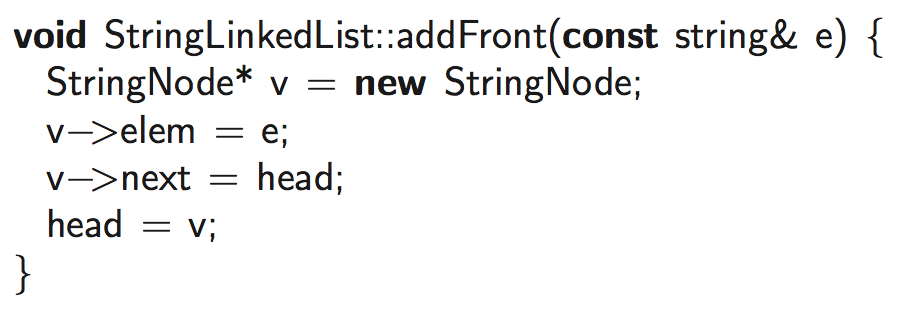 void StringLinkedList::addFront(const string& e) {
StringNode* v = new StringNode;
v->elem = e;
v->next = head;
head = v;
}